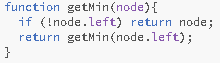 function getMin(node){
  if (!node.left) return node;
  return getMin(node.left);
}